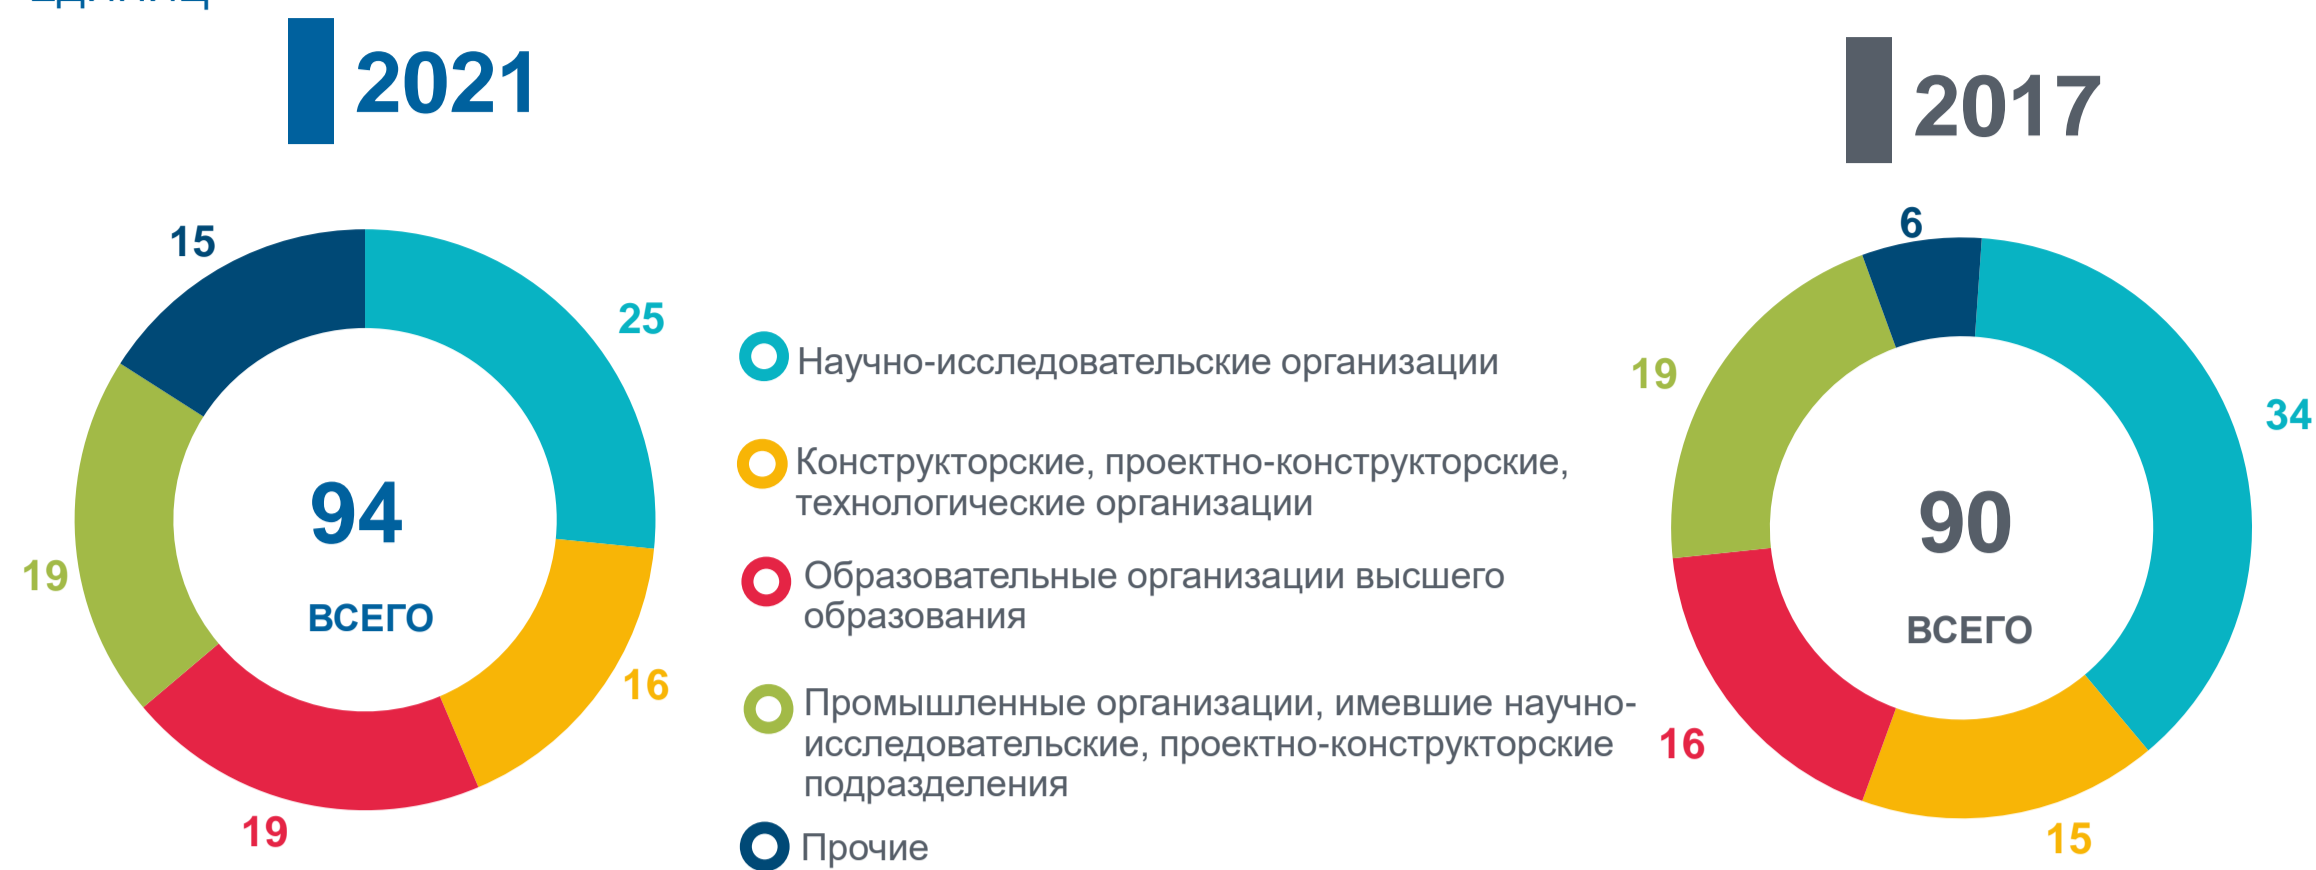 единиц
2021
15
25
94
ВСЕГО
19
16
19
Научно-исследовательские организации
Конструкторские, проектно-конструкторские,
технологические организации
Образовательные организации высшего
образования
Промышленные организации, имевшие научно-
исследовательские, проектно-конструкторские
подразделения
Прочие
2017
6
19
34
90
ВСЕГО
16
15